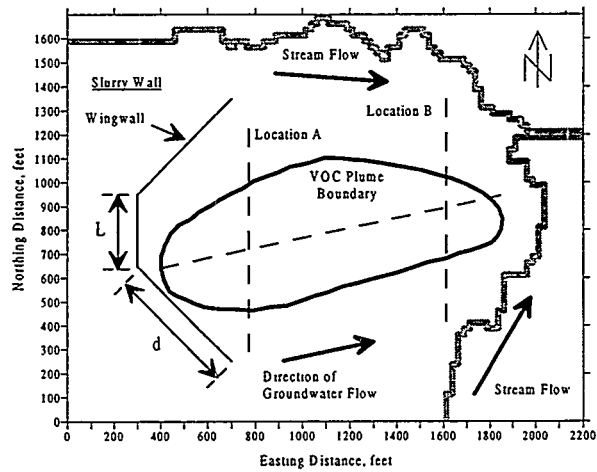 1600
1500
1400
1300
1200
1100
1000
900
800
700
600
500
400
300
200
100
0
Northing Distance, feet
Stream Flow
N
Slurry Wall
Wingwall
Location B
Location A
VOC Plume
Boundary
L
d
Direction of
Groundwater Flow
Stream Flow
0 200 400 600 800 1000 1200 1400 1600 1800 2000 2200
Easting Distance, feet